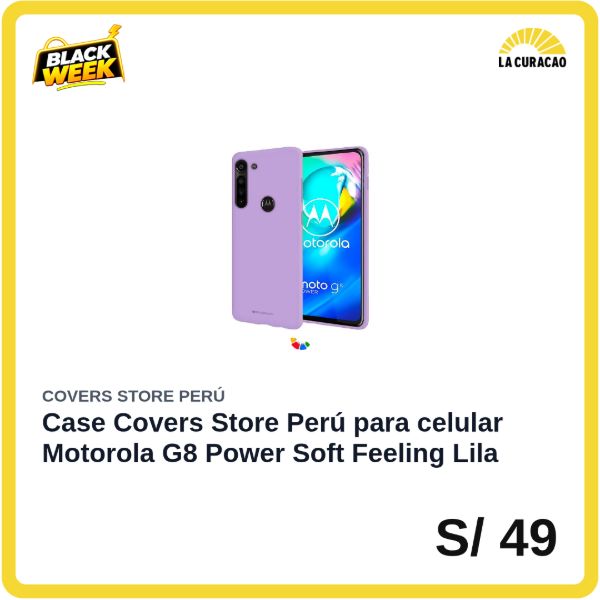 BLACK
WEEK
LA CURACAO
motorola
moto g8
POWER
COVERS STORE PERÚ
Case Covers Store Perú para celular
Motorola G8 Power Soft Feeling Lila
S/ 49